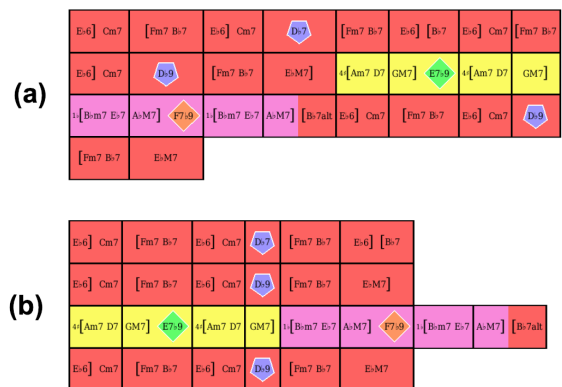 (a)
E♭6] Cm7 [Fm7 B♭7 E♭6] Cm7 D♭7 [Fm7 B♭7 E♭6] [B♭7 E♭6] Cm7 [Fm7 B♭7
E♭6] Cm7 D♭9 [Fm7 B♭7 E♭M7] 4♯[Am7 D7 GM7] E7♭9 4♯[Am7 D7 GM7]
1♭[B♭m7 E♭7 A♭M7] F7♭9 1♭[B♭m7 E♭7 A♭M7] [B♭7alt E♭6] Cm7 [Fm7 B♭7 E♭6] Cm7 D♭9
[Fm7 B♭7 E♭M7
(b)
E♭6] Cm7 [Fm7 B♭7 E♭6] Cm7 D♭7 [Fm7 B♭7 E♭6] [B♭7
E♭6] Cm7 [Fm7 B♭7 E♭6] Cm7 D♭9 [Fm7 B♭7 E♭M7]
4♯[Am7 D7 GM7] E7♭9 4♯[Am7 D7 GM7] 1♭[B♭m7 E♭7 A♭M7] F7♭9 1♭[B♭m7 E♭7 A♭M7] [B♭7alt
E♭6] Cm7 [Fm7 B♭7 E♭6] Cm7 D♭9 [Fm7 B♭7 E♭M7